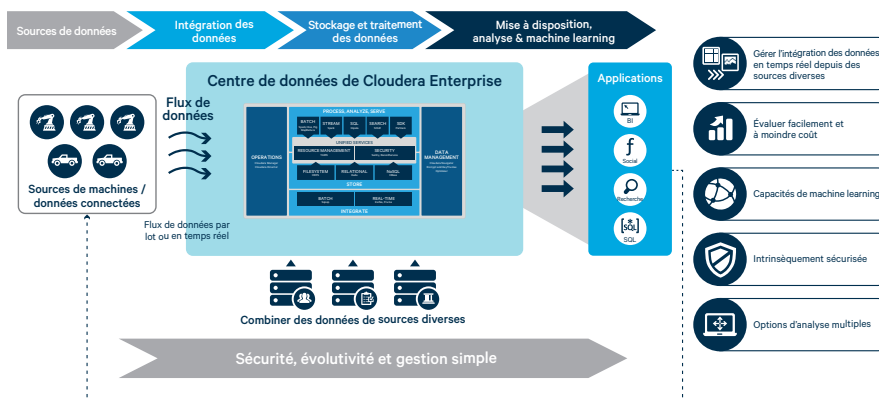 Sources de données
Intégration des
données
Stockage et traitement
des données
Mise à disposition,
analyse & machine learning
Centre de données de Cloudera Enterprise
Applications
Flux de
données
PROCESS, ANALYZE, SERVE
BATCH
STREAM
SQL
SEARCH
SDK
UNIFIED SERVICES
RESOURCE MANAGEMENT
SECURITY
OPERATIONS
DATA
MANAGEMENT
FILESYSTEM
RELATIONAL
NoSQL
STORE
BATCH
REAL-TIME
INTEGRATE
Sources de machines /
données connectées
Flux de données par
lot ou en temps réel
BI
Social
Recherche
[SQL]
SQL
Combiner des données de sources diverses
Sécurité, évolutivité et gestion simple
Gérer l'intégration des données
en temps réel depuis des
sources diverses
Évaluer facilement et
à moindre coût
Capacités de machine learning
Intrinsèquement sécurisée
Options d'analyse multiples